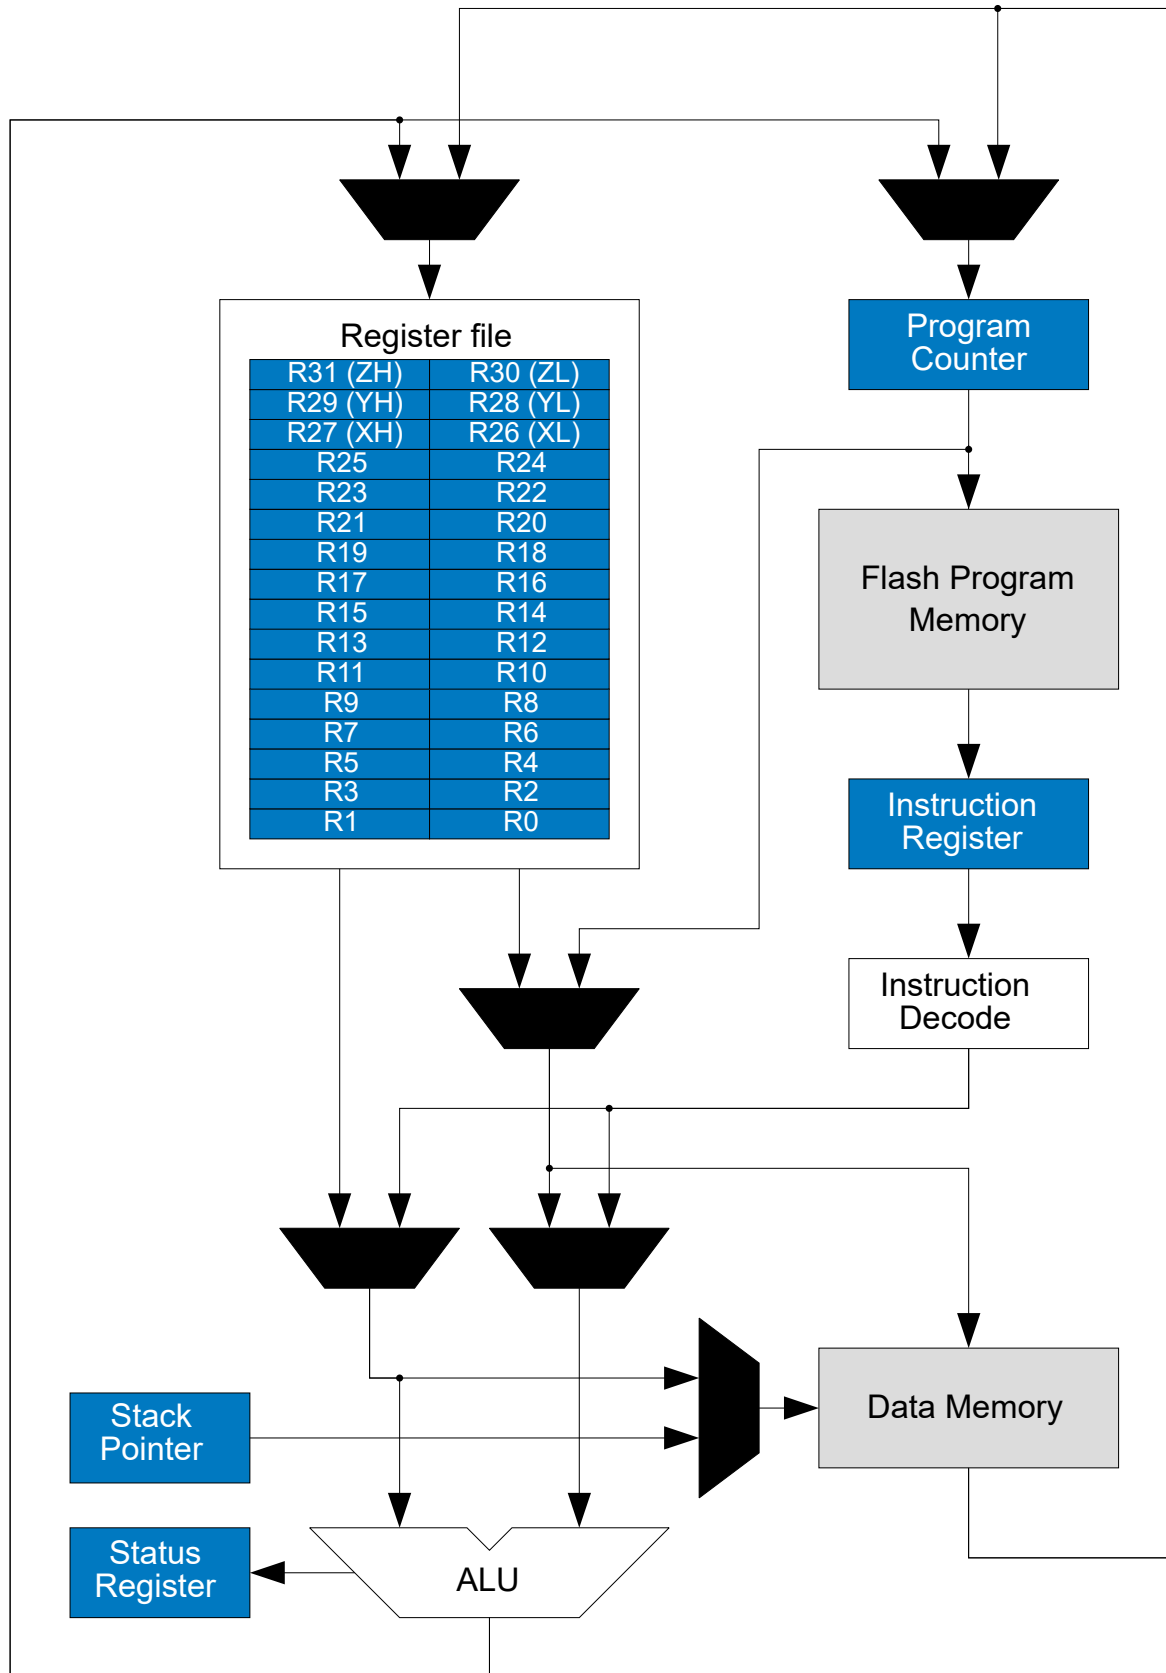 Register file
R31 (ZH) R30 (ZL)
R29 (YH) R28 (YL)
R27 (XH) R26 (XL)
R25 R24
R23 R22
R21 R20
R19 R18
R17 R16
R15 R14
R13 R12
R11 R10
R9 R8
R7 R6
R5 R4
R3 R2
R1 R0
Program
Counter
Flash Program
Memory
Instruction
Register
Instruction
Decode
Data Memory
Stack
Pointer
Status
Register
ALU